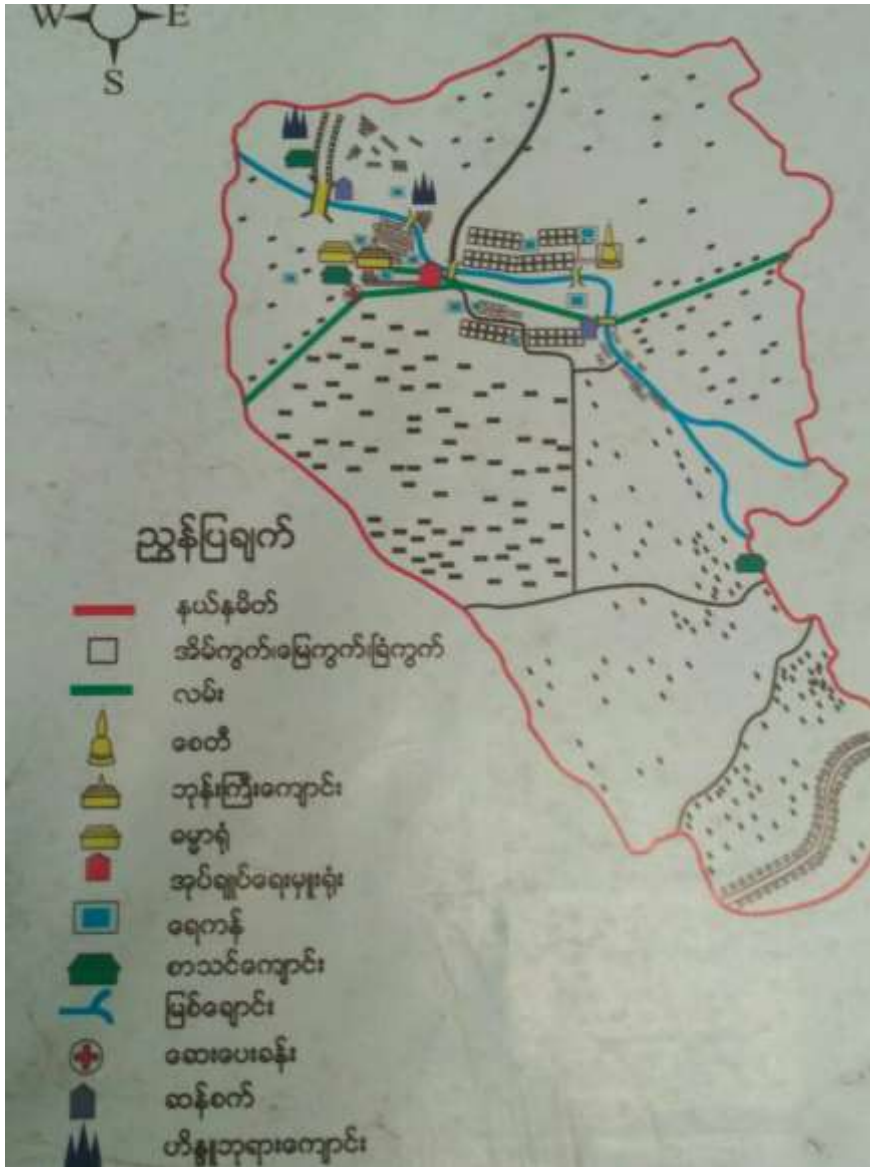 W E
S
ညွှန်ပြချက်
နယ်နမိတ်
အိမ်ကွက်၊မြေကွက်၊ခြံကွက်
လမ်း
စေတီ
ဘုန်းကြီးကျောင်း
ဓမ္မာရုံ
အုပ်ချုပ်ရေးမှူးရုံး
ရေကန်
စာသင်ကျောင်း
မြစ်ချောင်း
ဆေးပေးခန်း
ဆန်စက်
ဟိန္ဒူဘုရားကျောင်း